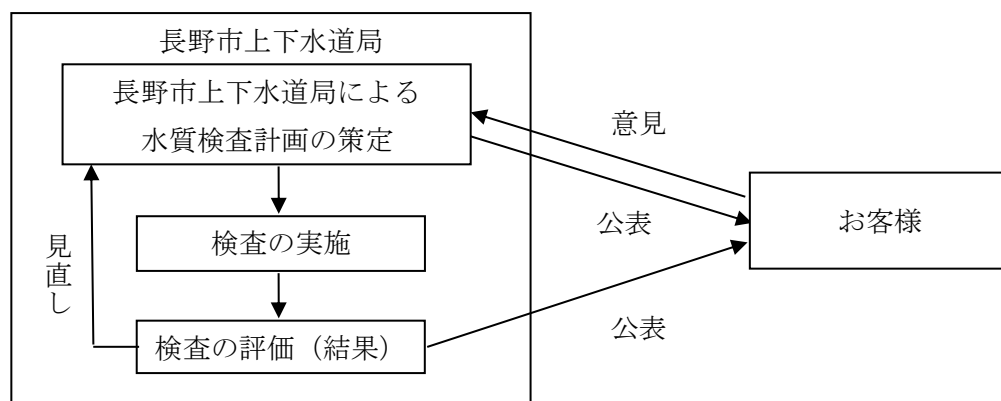 長野市上下水道局
長野市上下水道局による
水質検査計画の策定
意見
公表
お客様
検査の実施
見直し
検査の評価（結果）
公表